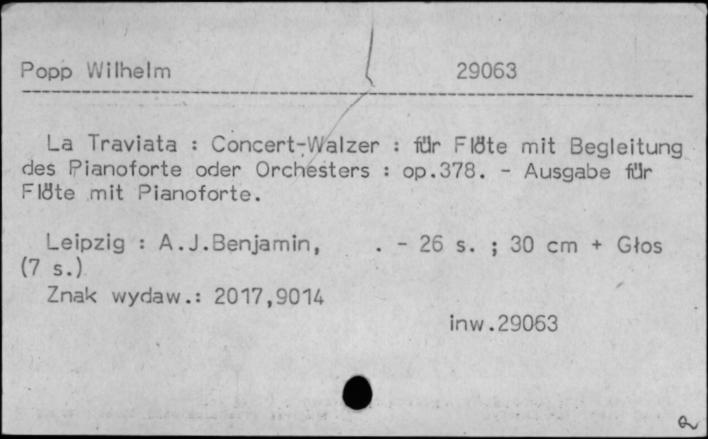 Popp Wilhelm 29063
La Traviata : Concert-Walzer : für Flöte mit Begleitung
des Pianoforte oder Orchesters : op.378. - Ausgabe für
Flöte mit Pianoforte.
Leipzig : A.J.Benjamin, . - 26 s. ; 30 cm + Głos
(7 s.)
Znak wydaw.: 2017,9014
inw.29063